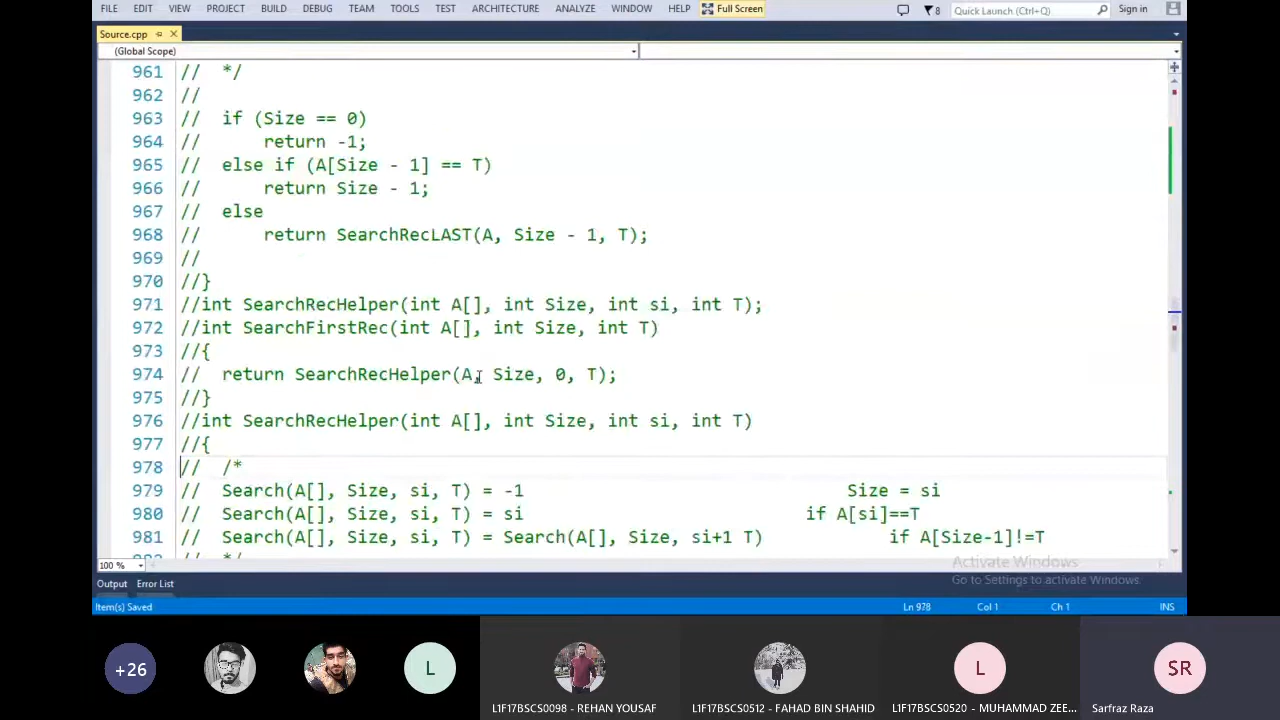 FILE EDIT VIEW PROJECT BUILD DEBUG TEAM TOOLS TEST ARCHITECTURE ANALYZE WINDOW HELP Full Screen 8 Quick Launch (Ctrl+Q) Sign in
Source.cpp
(Global Scope)
961 // */
962 //
963 // if (Size == 0)
964 // return -1;
965 // else if (A[Size - 1] == T)
966 // return Size - 1;
967 // else
968 // return SearchRecLAST(A, Size - 1, T);
969 //
970 //}
971 //int SearchRecHelper(int A[], int Size, int si, int T);
972 //int SearchFirstRec(int A[], int Size, int T)
973 //{
974 // return SearchRecHelper(A, Size, 0, T);
975 //}
976 //int SearchRecHelper(int A[], int Size, int si, int T)
977 //{
978 // /*
979 // Search(A[], Size, si, T) = -1 Size = si
980 // Search(A[], Size, si, T) = si if A[si]==T
981 // Search(A[], Size, si, T) = Search(A[], Size, si+1 T) if A[Size-1]!=T
982 // */
Activate Windows
100 %
Go to Settings to activate Windows.
Output Error List
Item(s) Saved Ln 978 Col 1 Ch 1 INS
+26 L L SR
L1F17BSCS0098 - REHAN YOUSAF L1F17BSCS0512 - FAHAD BIN SHAHID L1F17BSCS0520 - MUHAMMAD ZEE... Sarfraz Raza